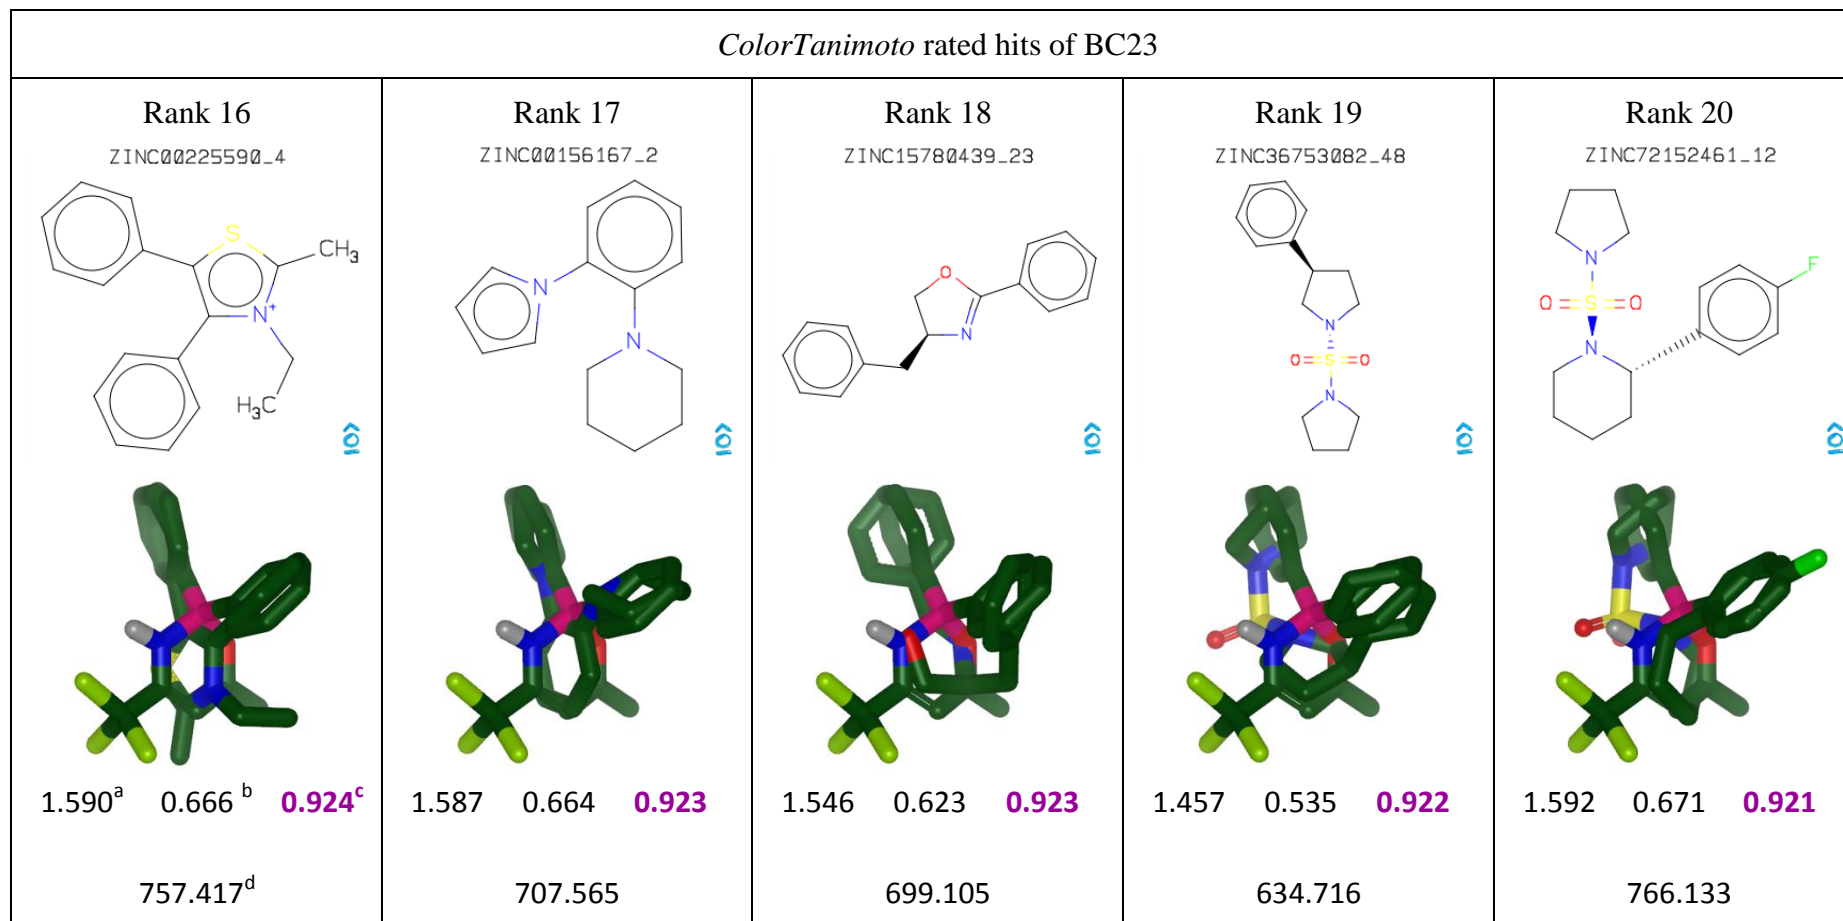 ColorTanimoto rated hits of BC23
Rank 16
ZINC00225590_4
S
CH3
N+
H3C
1.590a 0.666 b 0.924c
757.417d
Rank 17
ZINC00156167_2
N
N
1.587 0.664 0.923
707.565
Rank 18
ZINC15780439_23
O
N
1.546 0.623 0.923
699.105
Rank 19
ZINC36753082_48
N
O S O
N
1.457 0.535 0.922
634.716
Rank 20
ZINC72152461_12
N
F
O S O
N
1.592 0.671 0.921
766.133